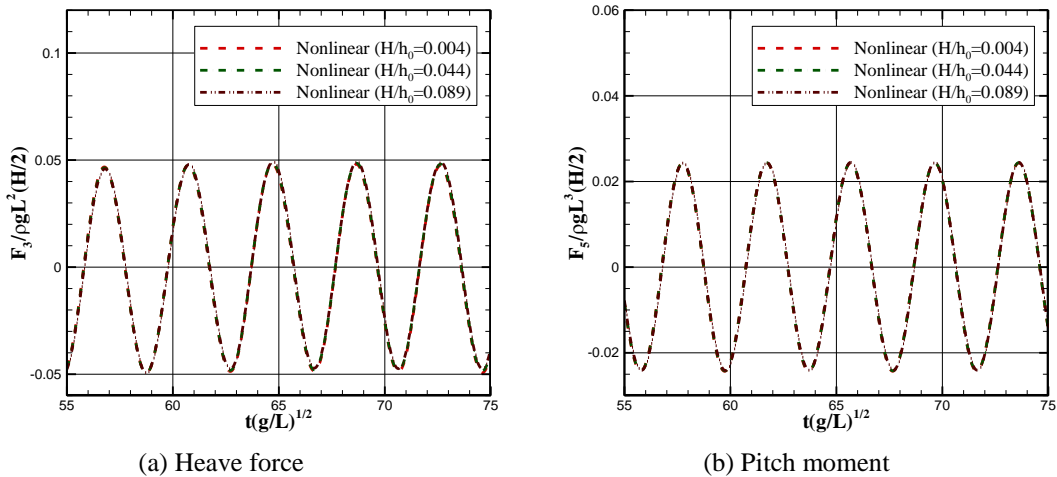 Nonlinear (H/h0=0.004)
Nonlinear (H/h0=0.044)
Nonlinear (H/h0=0.089)
0.1
0.05
0
-0.05
F3/ρgL²(H/2)
55 60 65 70 75
t(g/L)^1/2
(a) Heave force
Nonlinear (H/h0=0.004)
Nonlinear (H/h0=0.044)
Nonlinear (H/h0=0.089)
0.06
0.04
0.02
0
-0.02
F5/ρgL³(H/2)
55 60 65 70 75
t(g/L)^1/2
(b) Pitch moment